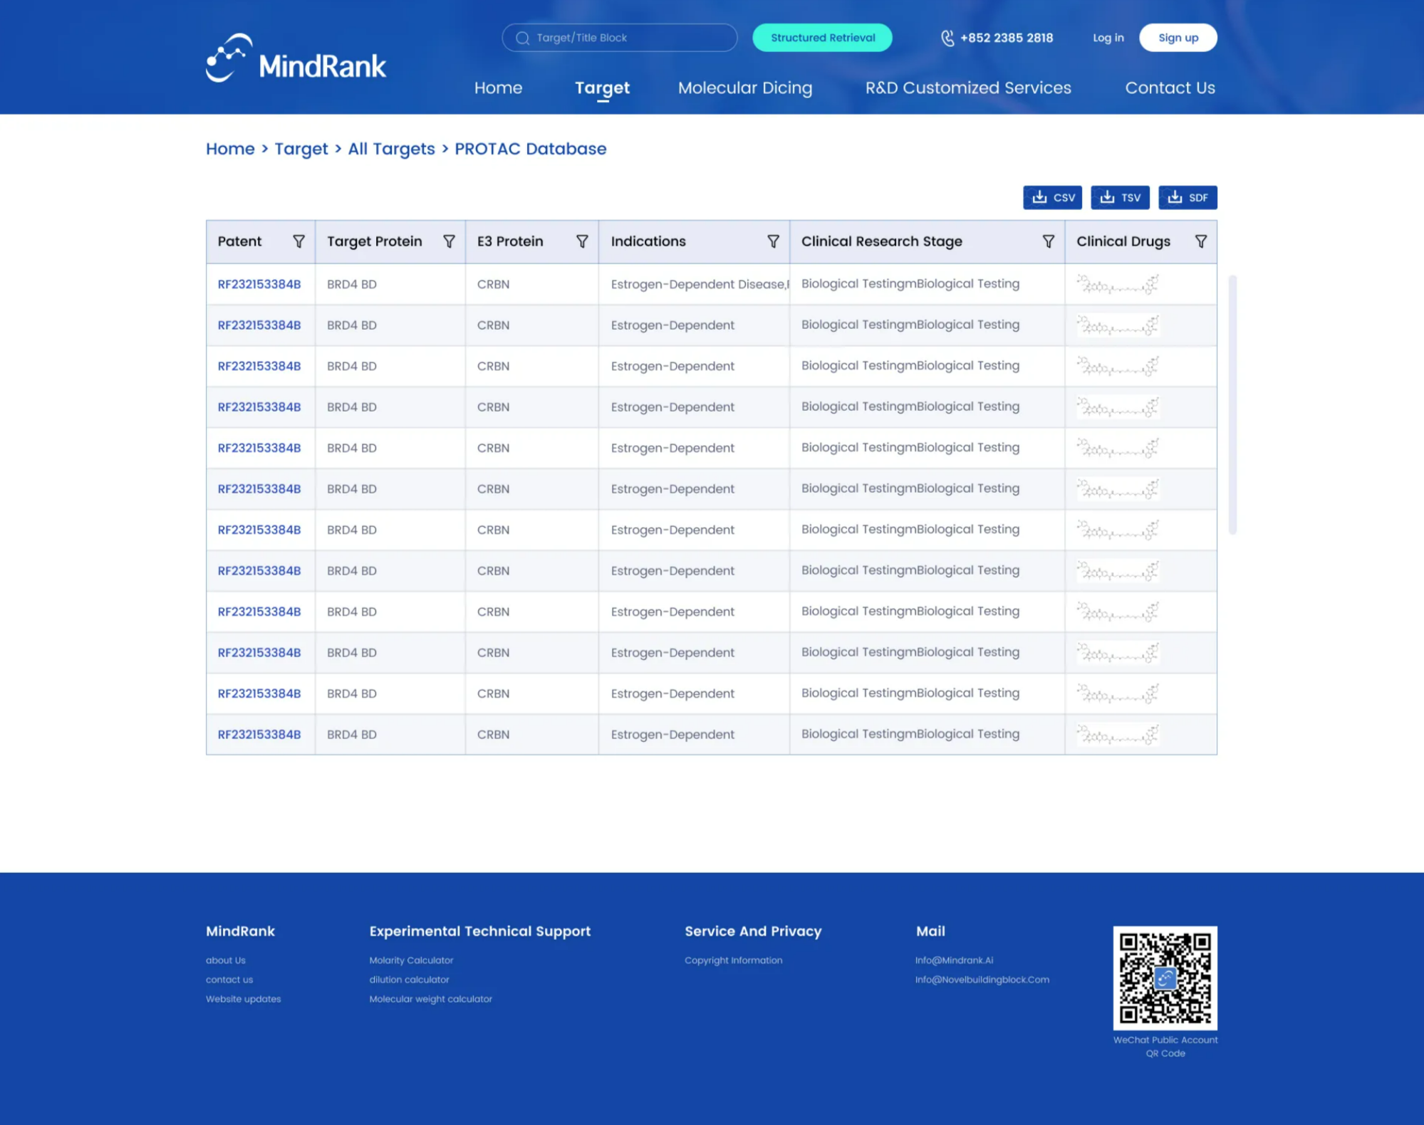 MindRank
Target/Title Block
Structured Retrieval
+852 2385 2818
Log in
Sign up
Home
Target
Molecular Dicing
R&D Customized Services
Contact Us
Home > Target > All Targets > PROTAC Database
CSV
TSV
SDF
Patent Target Protein E3 Protein Indications Clinical Research Stage Clinical Drugs
RF232153384B BRD4 BD CRBN Estrogen-Dependent Disease, Biological TestingmBiological Testing
RF232153384B BRD4 BD CRBN Estrogen-Dependent Biological TestingmBiological Testing
RF232153384B BRD4 BD CRBN Estrogen-Dependent Biological TestingmBiological Testing
RF232153384B BRD4 BD CRBN Estrogen-Dependent Biological TestingmBiological Testing
RF232153384B BRD4 BD CRBN Estrogen-Dependent Biological TestingmBiological Testing
RF232153384B BRD4 BD CRBN Estrogen-Dependent Biological TestingmBiological Testing
RF232153384B BRD4 BD CRBN Estrogen-Dependent Biological TestingmBiological Testing
RF232153384B BRD4 BD CRBN Estrogen-Dependent Biological TestingmBiological Testing
RF232153384B BRD4 BD CRBN Estrogen-Dependent Biological TestingmBiological Testing
RF232153384B BRD4 BD CRBN Estrogen-Dependent Biological TestingmBiological Testing
RF232153384B BRD4 BD CRBN Estrogen-Dependent Biological TestingmBiological Testing
RF232153384B BRD4 BD CRBN Estrogen-Dependent Biological TestingmBiological Testing
MindRank
about Us
contact us
Website updates
Experimental Technical Support
Molarity Calculator
dilution calculator
Molecular weight calculator
Service And Privacy
Copyright Information
Mail
Info@Mindrank.Ai
Info@Novelbuildingblock.Com
WeChat Public Account
QR Code